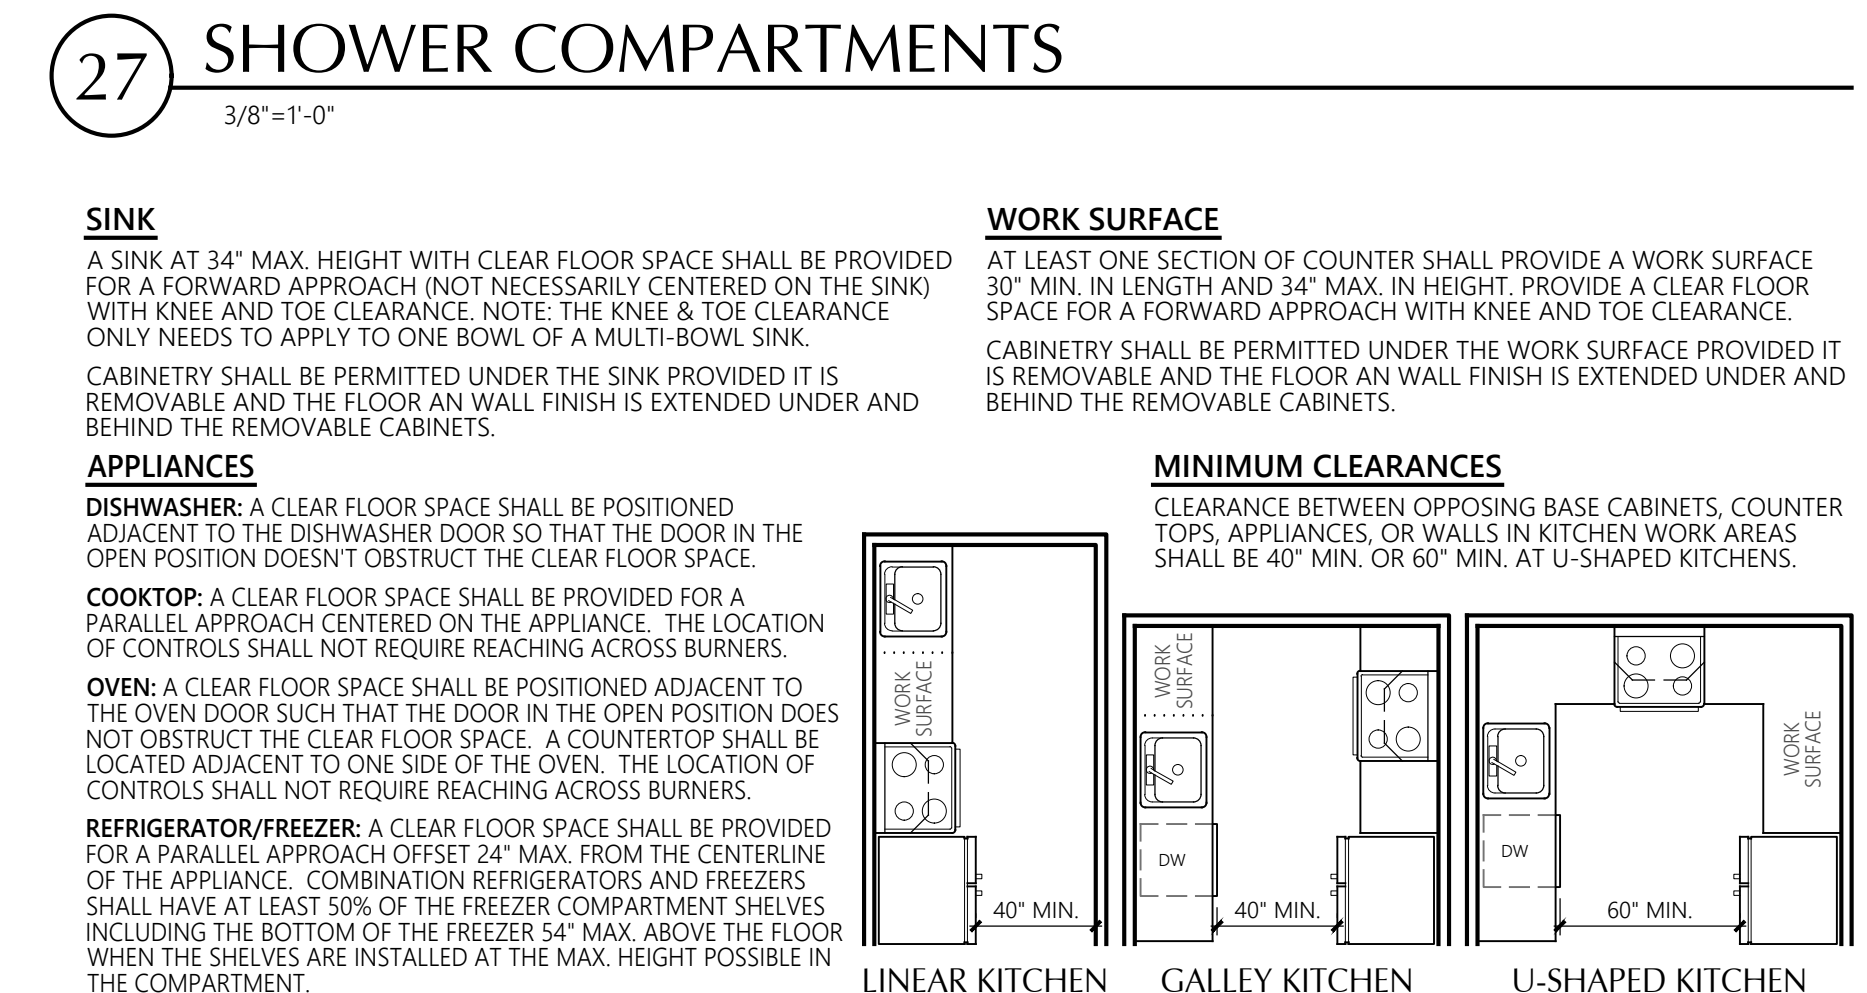 27
SHOWER COMPARTMENTS
3/8"=1'-0"
SINK
A SINK AT 34" MAX. HEIGHT WITH CLEAR FLOOR SPACE SHALL BE PROVIDED
FOR A FORWARD APPROACH (NOT NECESSARILY CENTERED ON THE SINK)
WITH KNEE AND TOE CLEARANCE. NOTE: THE KNEE & TOE CLEARANCE
ONLY NEEDS TO APPLY TO ONE BOWL OF A MULTI-BOWL SINK.
CABINETRY SHALL BE PERMITTED UNDER THE SINK PROVIDED IT IS
REMOVABLE AND THE FLOOR AN WALL FINISH IS EXTENDED UNDER AND
BEHIND THE REMOVABLE CABINETS.
WORK SURFACE
AT LEAST ONE SECTION OF COUNTER SHALL PROVIDE A WORK SURFACE
30" MIN. IN LENGTH AND 34" MAX. IN HEIGHT. PROVIDE A CLEAR FLOOR
SPACE FOR A FORWARD APPROACH WITH KNEE AND TOE CLEARANCE.
CABINETRY SHALL BE PERMITTED UNDER THE WORK SURFACE PROVIDED IT
IS REMOVABLE AND THE FLOOR AN WALL FINISH IS EXTENDED UNDER AND
BEHIND THE REMOVABLE CABINETS.
APPLIANCES
DISHWASHER: A CLEAR FLOOR SPACE SHALL BE POSITIONED
ADJACENT TO THE DISHWASHER DOOR SO THAT THE DOOR IN THE
OPEN POSITION DOESN'T OBSTRUCT THE CLEAR FLOOR SPACE.
COOKTOP: A CLEAR FLOOR SPACE SHALL BE PROVIDED FOR A
PARALLEL APPROACH CENTERED ON THE APPLIANCE. THE LOCATION
OF CONTROLS SHALL NOT REQUIRE REACHING ACROSS BURNERS.
OVEN: A CLEAR FLOOR SPACE SHALL BE POSITIONED ADJACENT TO
THE OVEN DOOR SUCH THAT THE DOOR IN THE OPEN POSITION DOES
NOT OBSTRUCT THE CLEAR FLOOR SPACE. A COUNTERTOP SHALL BE
LOCATED ADJACENT TO ONE SIDE OF THE OVEN. THE LOCATION OF
CONTROLS SHALL NOT REQUIRE REACHING ACROSS BURNERS.
REFRIGERATOR/FREEZER: A CLEAR FLOOR SPACE SHALL BE PROVIDED
FOR A PARALLEL APPROACH OFFSET 24" MAX. FROM THE CENTERLINE
OF THE APPLIANCE. COMBINATION REFRIGERATORS AND FREEZERS
SHALL HAVE AT LEAST 50% OF THE FREEZER COMPARTMENT SHELVES
INCLUDING THE BOTTOM OF THE FREEZER 54" MAX. ABOVE THE FLOOR
WHEN THE SHELVES ARE INSTALLED AT THE MAX. HEIGHT POSSIBLE IN
THE COMPARTMENT.
MINIMUM CLEARANCES
CLEARANCE BETWEEN OPPOSING BASE CABINETS, COUNTER
TOPS, APPLIANCES, OR WALLS IN KITCHEN WORK AREAS
SHALL BE 40" MIN. OR 60" MIN. AT U-SHAPED KITCHENS.
WORK
SURFACE
40" MIN.
LINEAR KITCHEN
WORK
SURFACE
DW
40" MIN.
GALLEY KITCHEN
WORK
SURFACE
DW
60" MIN.
U-SHAPED KITCHEN